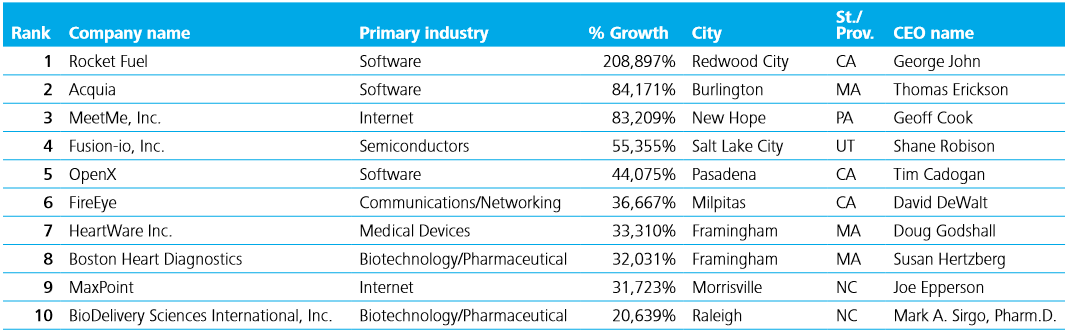 Rank Company name Primary industry % Growth City St./ Prov. CEO name
1 Rocket Fuel Software 208,897% Redwood City CA George John
2 Acquia Software 84,171% Burlington MA Thomas Erickson
3 MeetMe, Inc. Internet 83,209% New Hope PA Geoff Cook
4 Fusion-io, Inc. Semiconductors 55,355% Salt Lake City UT Shane Robison
5 OpenX Software 44,075% Pasadena CA Tim Cadogan
6 FireEye Communications/Networking 36,667% Milpitas CA David DeWalt
7 HeartWare Inc. Medical Devices 33,310% Framingham MA Doug Godshall
8 Boston Heart Diagnostics Biotechnology/Pharmaceutical 32,031% Framingham MA Susan Hertzberg
9 MaxPoint Internet 31,723% Morrisville NC Joe Epperson
10 BioDelivery Sciences International, Inc. Biotechnology/Pharmaceutical 20,639% Raleigh NC Mark A. Sirgo, Pharm.D.